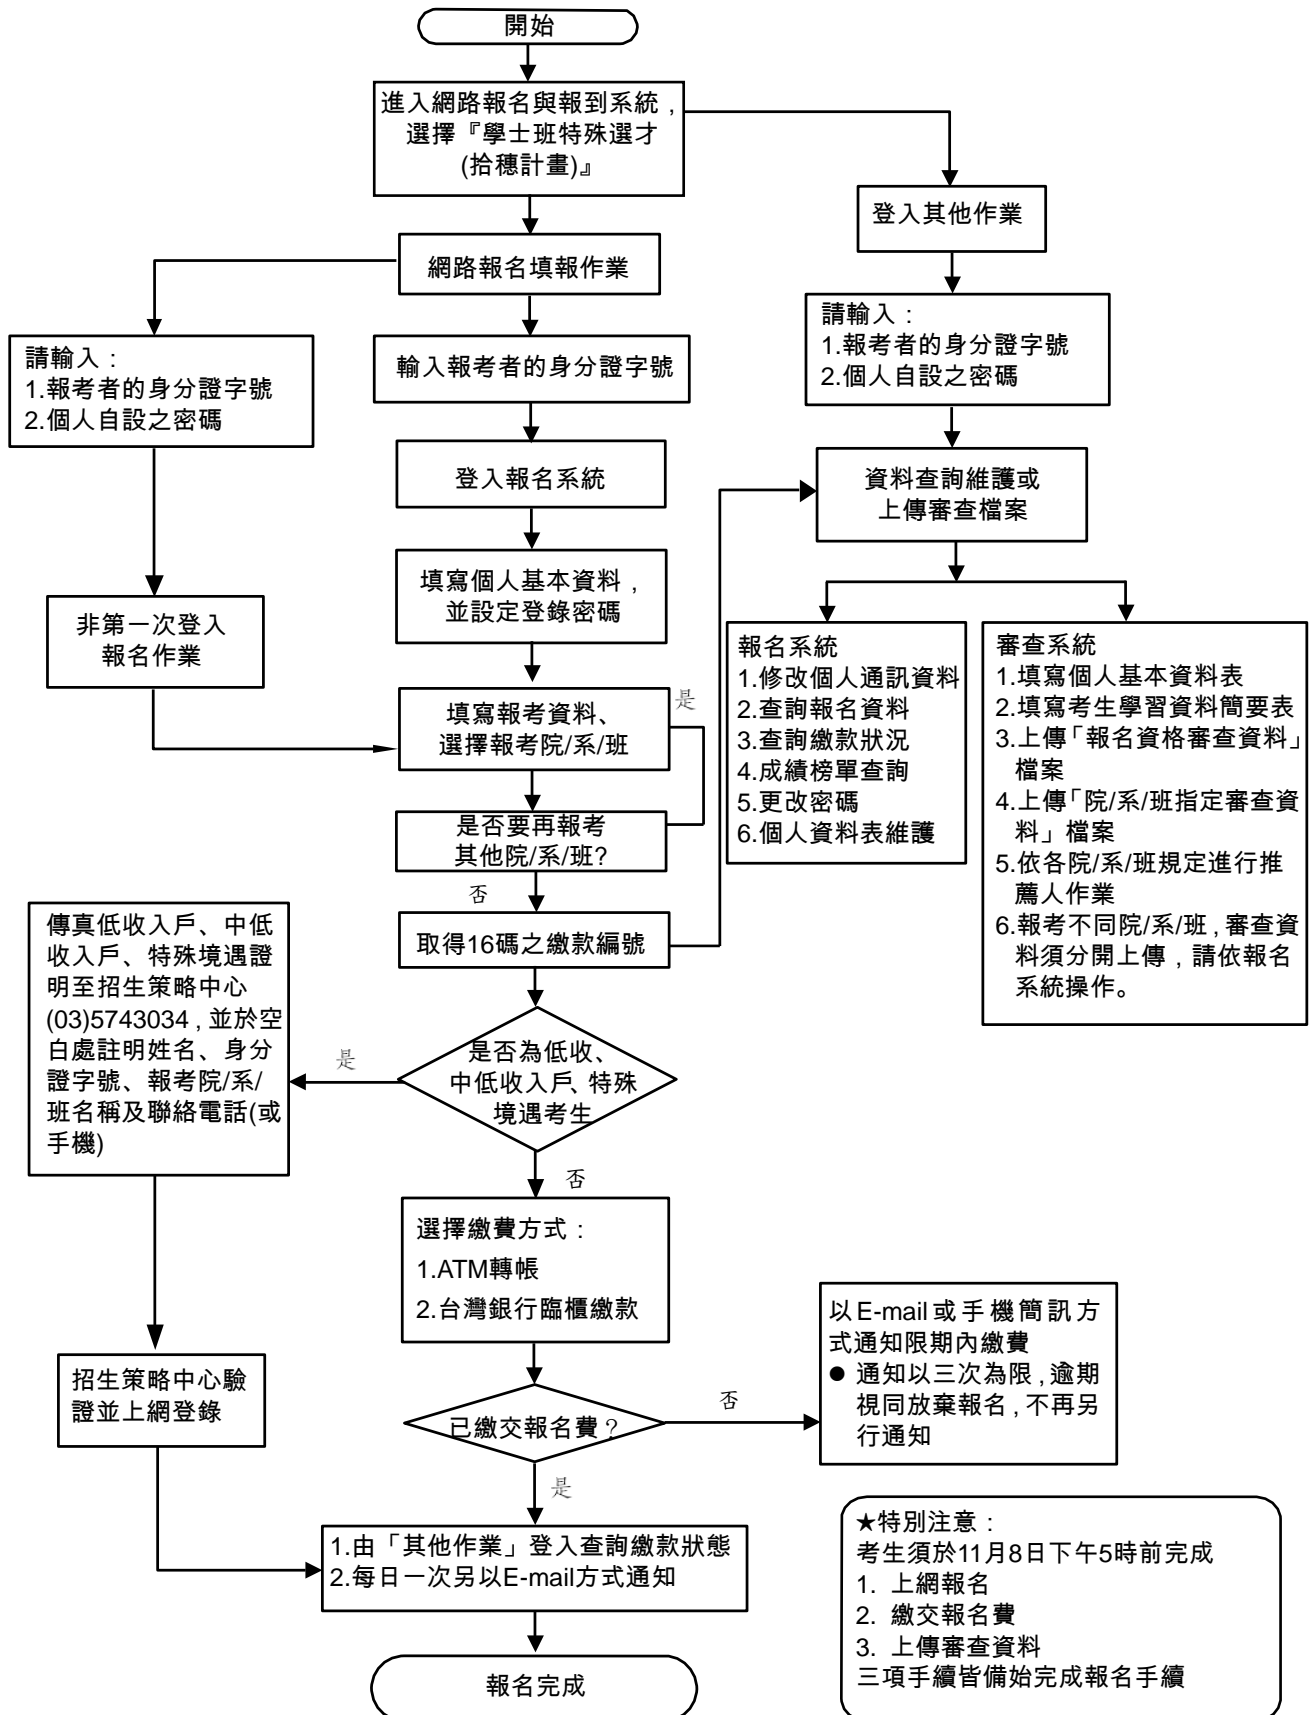 開始
進入網路報名與報到系統，
選擇『學士班特殊選才
(拾穗計畫)』
登入其他作業
網路報名填報作業
請輸入：
1.報考者的身分證字號
2.個人自設之密碼
輸入報考者的身分證字號
請輸入：
1.報考者的身分證字號
2.個人自設之密碼
登入報名系統
資料查詢維護或
上傳審查檔案
填寫個人基本資料，
並設定登錄密碼
非第一次登入
報名作業
填寫報考資料、
選擇報考院/系/班
是
報名系統
1.修改個人通訊資料
2.查詢報名資料
3.查詢繳款狀況
4.成績榜單查詢
5.更改密碼
6.個人資料表維護
審查系統
1.填寫個人基本資料表
2.填寫考生學習資料簡要表
3.上傳「報名資格審查資料」
檔案
4.上傳「院/系/班指定審查資
料」檔案
5.依各院/系/班規定進行推
薦人作業
6.報考不同院/系/班，審查資
料須分開上傳，請依報名
系統操作。
是否要再報考
其他院/系/班?
否
取得16碼之繳款編號
傳真低收入戶、中低
收入戶、特殊境遇證
明至招生策略中心
(03)5743034，並於空
白處註明姓名、身分
證字號、報考院/系/
班名稱及聯絡電話(或
手機)
是
是否為低收、
中低收入戶、特殊
境遇考生
否
選擇繳費方式：
1.ATM轉帳
2.台灣銀行臨櫃繳款
以E-mail或手機簡訊方
式通知限期內繳費
● 通知以三次為限，逾期
視同放棄報名，不再另
行通知
招生策略中心驗
證並上網登錄
已繳交報名費？
否
是
1.由「其他作業」登入查詢繳款狀態
2.每日一次另以E-mail方式通知
報名完成
★特別注意：
考生須於11月8日下午5時前完成
1. 上網報名
2. 繳交報名費
3. 上傳審查資料
三項手續皆備始完成報名手續